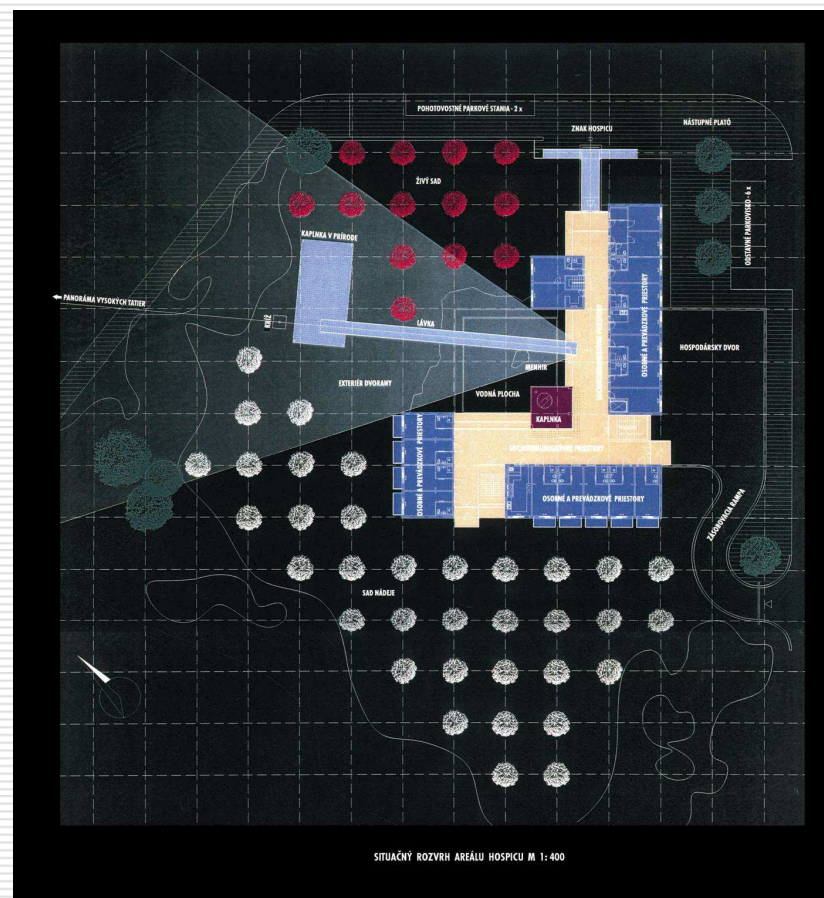 POHOTOVOSTNÉ PARKOVÉ STANIA - 2 x
ZNAK HOSPICU
NÁSTUPNÉ PLATÓ
ŽIVÝ SAD
ODSTAVNÉ PARKOVISKO - 6 x
KAPLNKA V PRÍRODE
PANORÁMA VYSOKÝCH TATIER
KRÍŽ
LÁVKA
OSOBNÉ A PREVÁDZKOVÉ PRIESTORY
HOSPODÁRSKY DVOR
MENHIR
EXTERIÉR DVORANY
VODNÁ PLOCHA
KAPLNKA
OSOBNÉ A PREVÁDZKOVÉ PRIESTORY
OSOBNÉ A PREVÁDZKOVÉ PRIESTORY
ZÁSOBOVACIA RAMPA
SAD NÁDEJE
SITUAČNÝ ROZVRH AREÁLU HOSPICU M 1:400